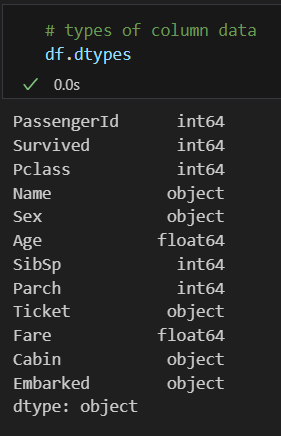 # types of column data
df.dtypes
0.0s
PassengerId int64
Survived int64
Pclass int64
Name object
Sex object
Age float64
SibSp int64
Parch int64
Ticket object
Fare float64
Cabin object
Embarked object
dtype: object